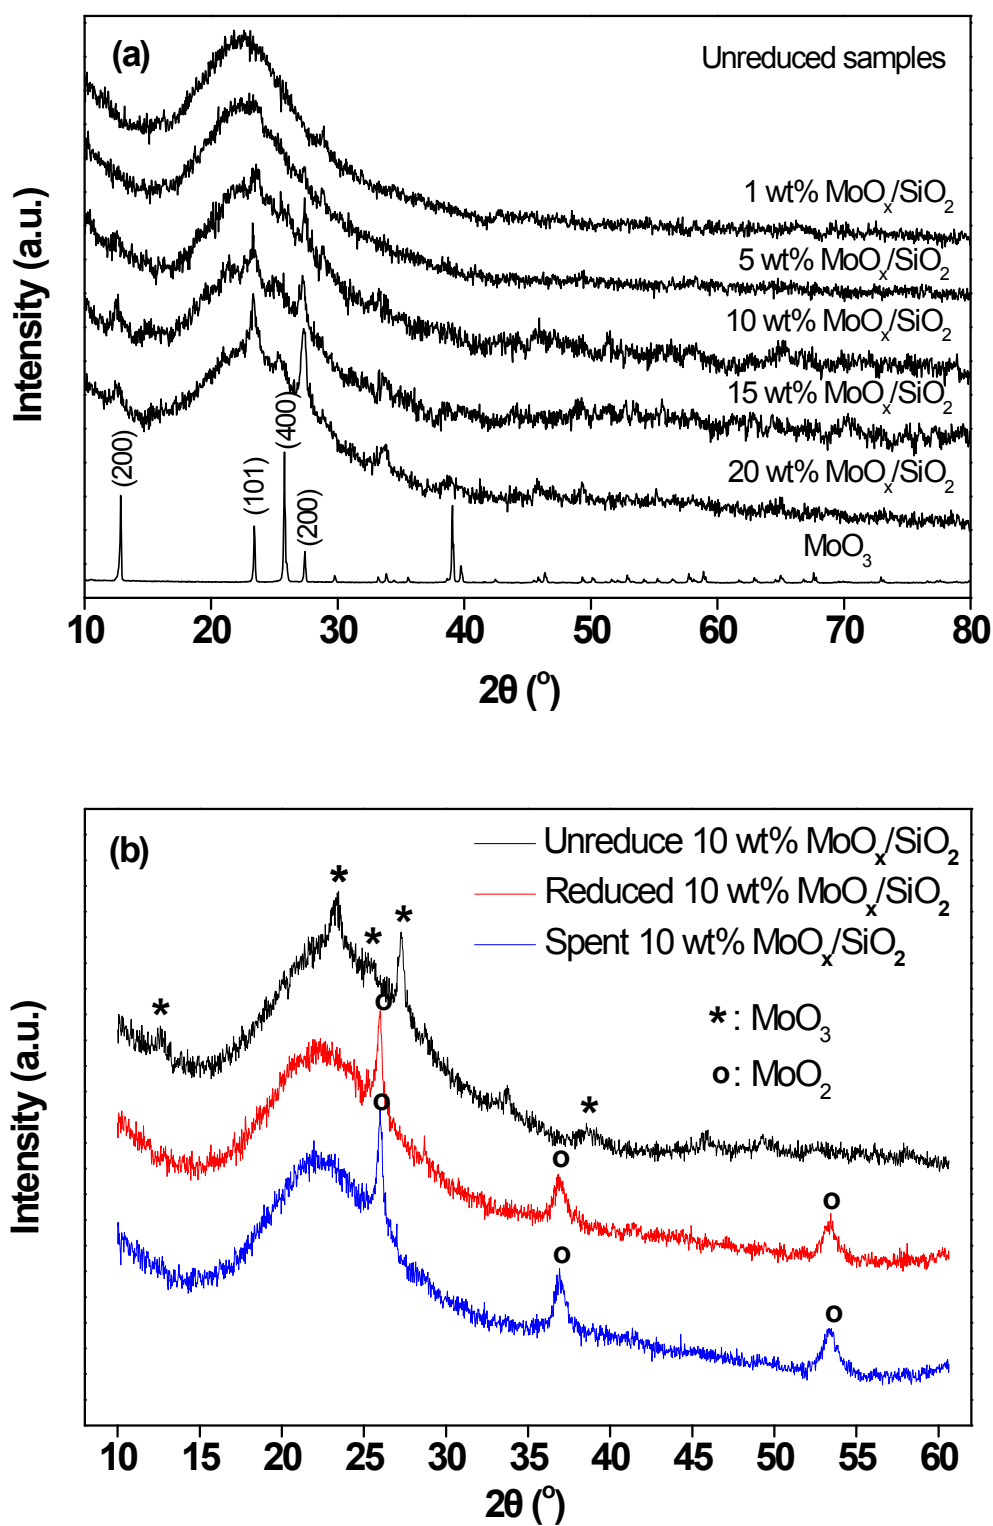 (a)
Unreduced samples
1 wt% MoOₓ/SiO₂
5 wt% MoOₓ/SiO₂
10 wt% MoOₓ/SiO₂
15 wt% MoOₓ/SiO₂
20 wt% MoOₓ/SiO₂
MoO₃
(200)
(101)
(400)
(200)
Intensity (a.u.)
10 20 30 40 50 60 70 80
2θ (°)
(b)
Unreduce 10 wt% MoOₓ/SiO₂
Reduced 10 wt% MoOₓ/SiO₂
Spent 10 wt% MoOₓ/SiO₂
* * * * *
o o o
o o o
*: MoO₃
o: MoO₂
Intensity (a.u.)
10 15 20 25 30 35 40 45 50 55 60
2θ (°)